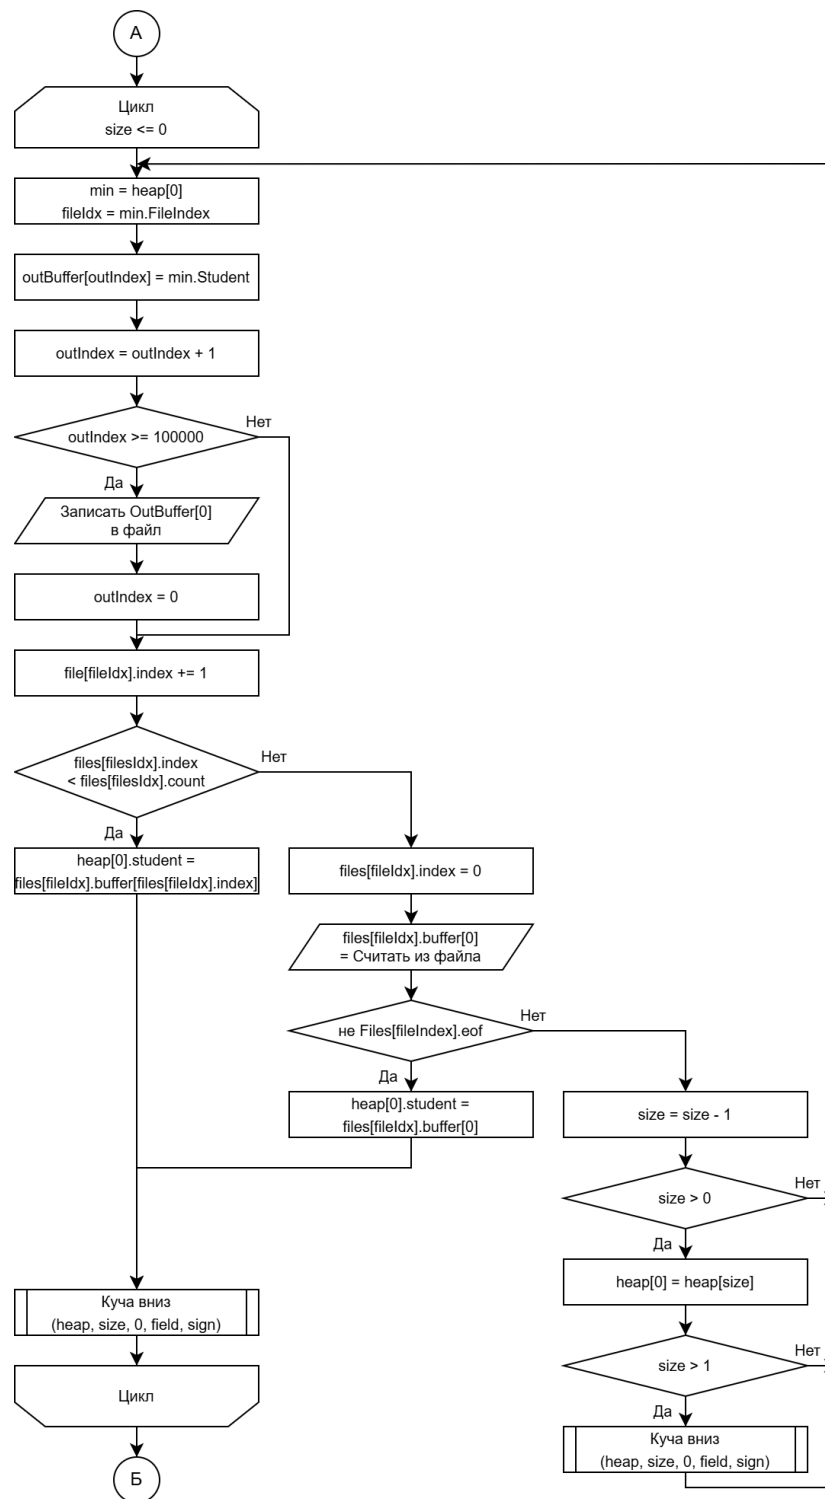 А
Цикл
size <= 0
min = heap[0]
fileIdx = min.FileIndex
outBuffer[outIndex] = min.Student
outIndex = outIndex + 1
outIndex >= 100000
Нет
Да
Записать OutBuffer[0]
в файл
outIndex = 0
file[fileIdx].index += 1
files[filesIdx].index
< files[filesIdx].count
Нет
Да
heap[0].student =
files[fileIdx].buffer[files[fileIdx].index]
files[fileIdx].index = 0
files[fileIdx].buffer[0]
= Считать из файла
не Files[fileIndex].eof
Нет
Да
heap[0].student =
files[fileIdx].buffer[0]
size = size - 1
size > 0
Нет
Да
heap[0] = heap[size]
size > 1
Нет
Да
Куча вниз
(heap, size, 0, field, sign)
Куча вниз
(heap, size, 0, field, sign)
Цикл
Б